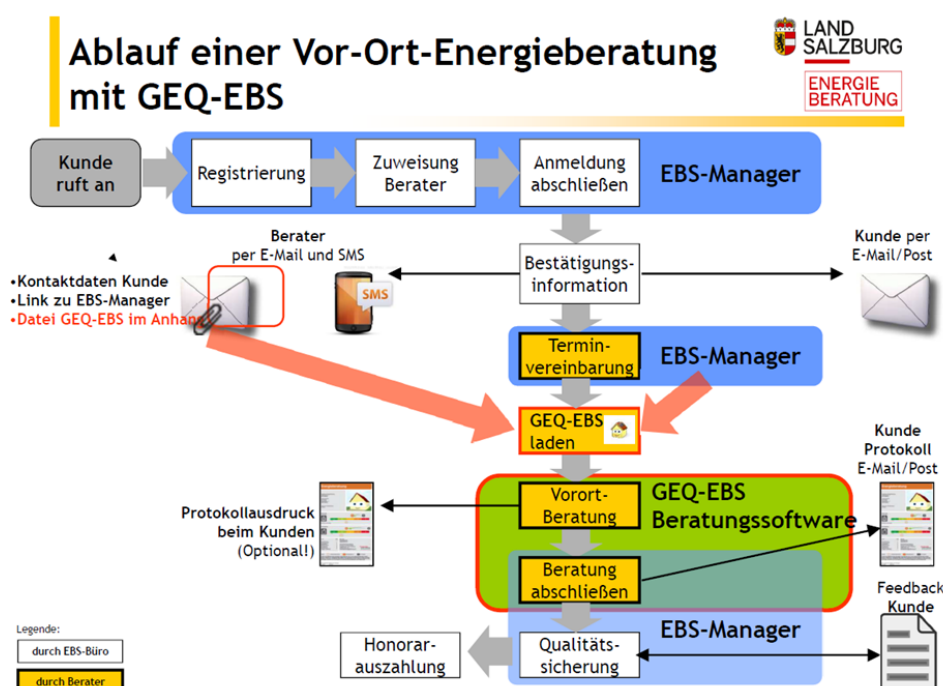 Ablauf einer Vor-Ort-Energieberatung
mit GEQ-EBS
LAND
SALZBURG
ENERGIE
BERATUNG
Kunde
ruft an
Registrierung
Zuweisung
Berater
Anmeldung
abschließen
EBS-Manager
Berater
per E-Mail und SMS
Bestätigungs-
information
Kunde per
E-Mail/Post
•Kontaktdaten Kunde
•Link zu EBS-Manager
•Datei GEQ-EBS im Anhang
SMS
Termin-
vereinbarung
EBS-Manager
GEQ-EBS
laden
Kunde
Protokoll
E-Mail/Post
Protokollausdruck
beim Kunden
(Optional!)
Vorort-
Beratung
GEQ-EBS
Beratungssoftware
Beratung
abschließen
Feedback
Kunde
Legende:
durch EBS-Büro
durch Berater
Honorar-
auszahlung
Qualitäts-
sicherung
EBS-Manager